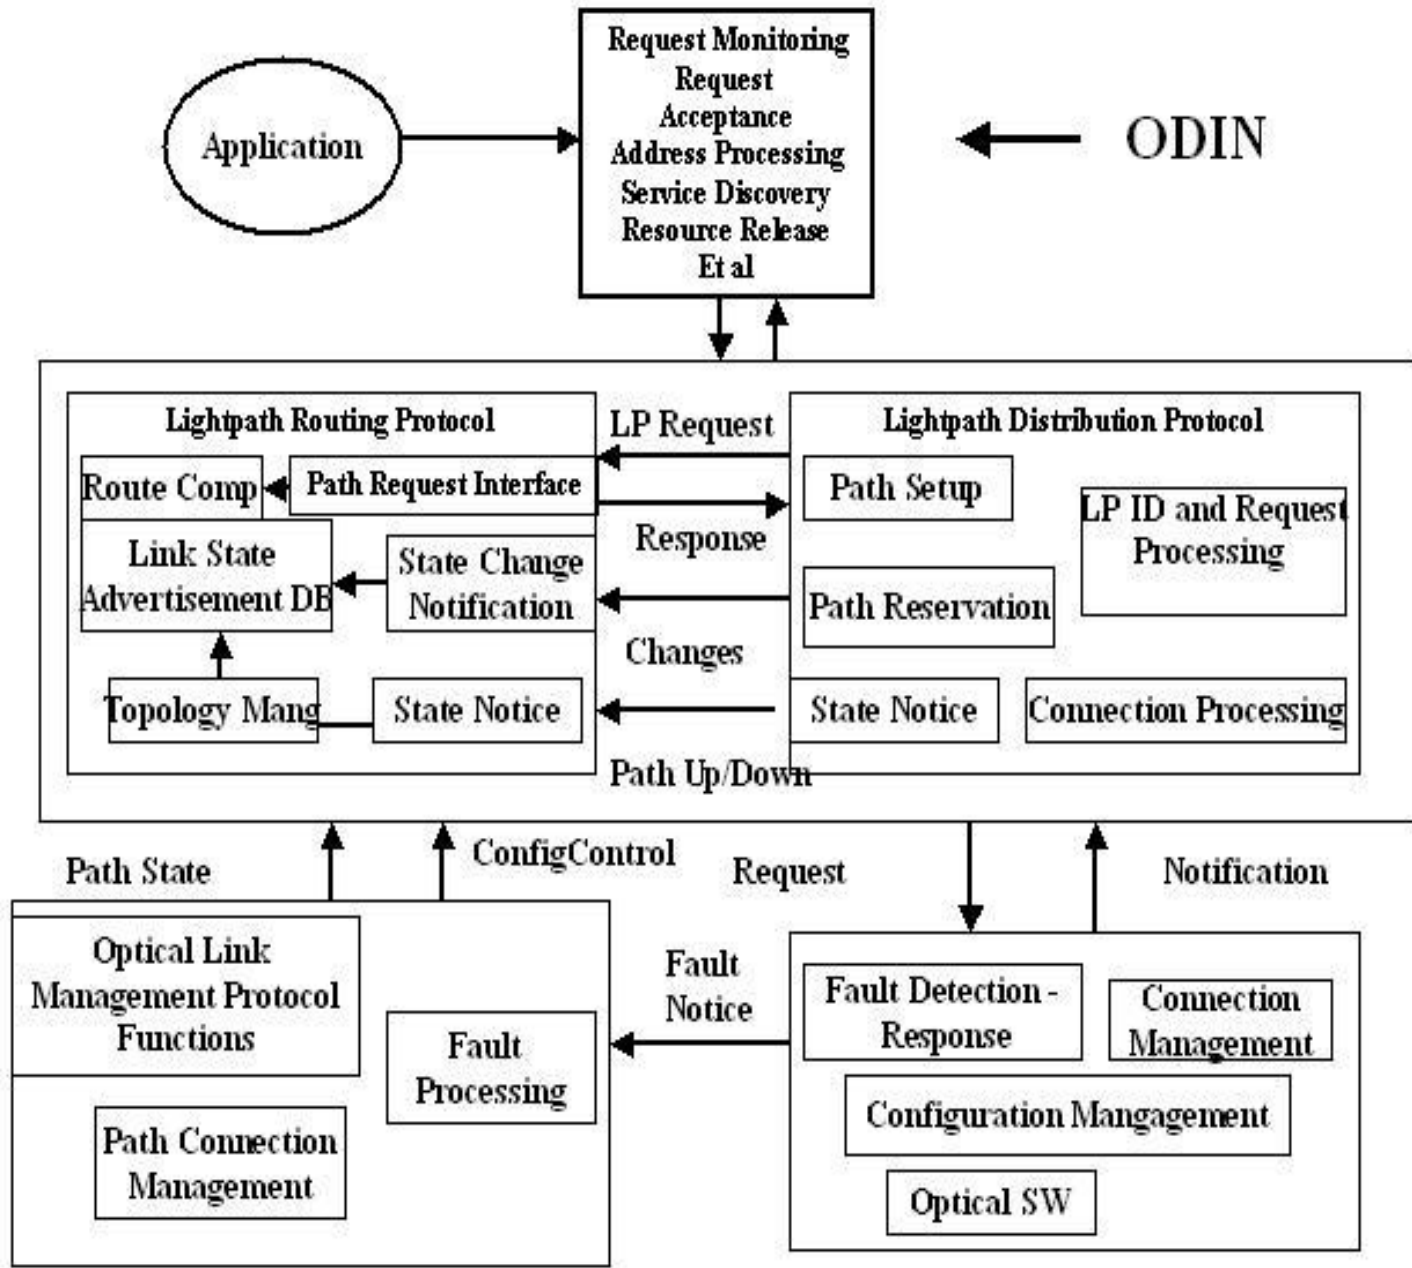 Request Monitoring
Request
Acceptance
Address Processing
Service Discovery
Resource Release
Et al
Application
ODIN
Lightpath Routing Protocol
LP Request
Lightpath Distribution Protocol
Route Comp
Path Request Interface
Path Setup
LP ID and Request
Processing
Response
Link State
Advertisement DB
State Change
Notification
Path Reservation
Changes
Topology Mang
State Notice
State Notice
Connection Processing
Path Up/Down
Path State
ConfigControl
Request
Notification
Optical Link
Management Protocol
Functions
Fault
Processing
Path Connection
Management
Fault
Notice
Fault Detection -
Response
Connection
Management
Configuration Mangagement
Optical SW